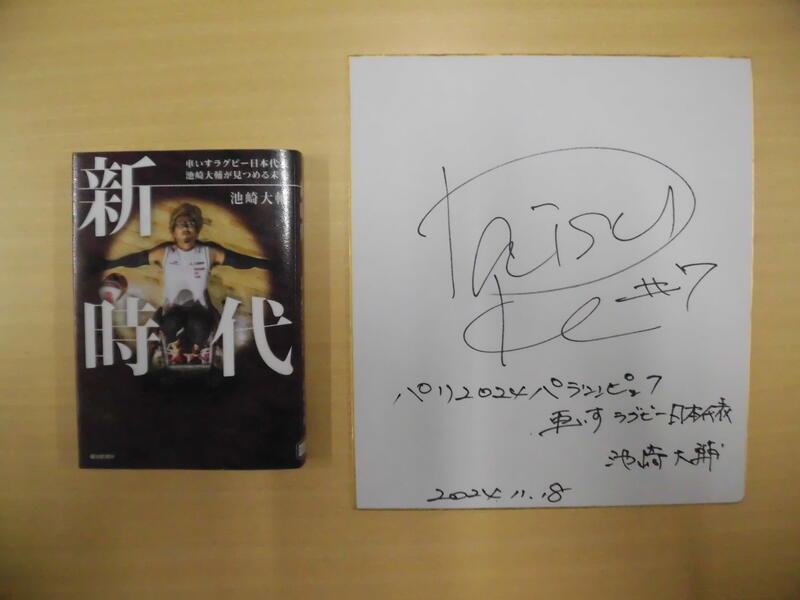 車いすラグビー日本代
池崎大輔が見つめる未
池崎大輔
新
時代
Daisu
ke #7
パリ2024パラリンピック
車いすラグビー日本代表
池崎大輔
2024.11.18